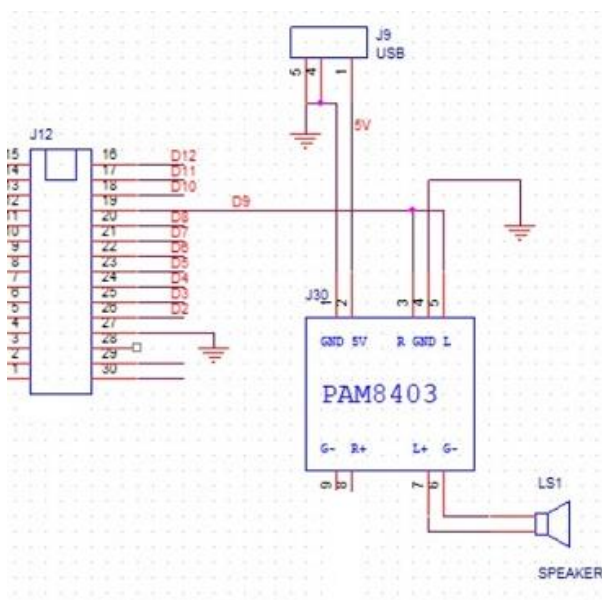 J9
USB
5 4 1
5V
J12
15 16 D12
14 17 D11
13 18 D10
12 19 D9
11 20 D8
10 21 D7
9 22 D6
8 23 D5
7 24 D4
6 25 D3
5 26 D2
4 27
3 28
2 29
1 30
J30
1 2 3 4 5
GND 5V R GND L
PAM8403
G- R+ L+ G-
9 8 7 6
LS1
SPEAKER